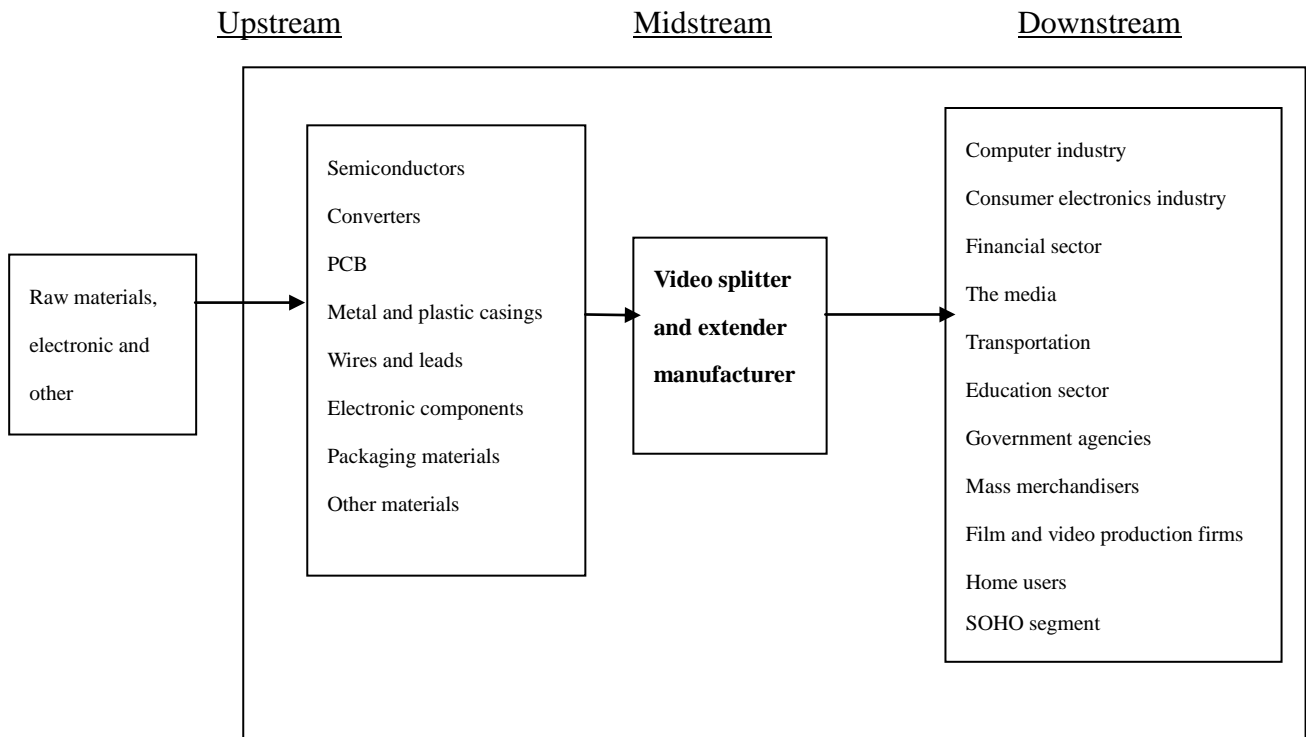 Upstream
Midstream
Downstream
Raw materials,
electronic and
other
Semiconductors
Converters
PCB
Metal and plastic casings
Wires and leads
Electronic components
Packaging materials
Other materials
Video splitter
and extender
manufacturer
Computer industry
Consumer electronics industry
Financial sector
The media
Transportation
Education sector
Government agencies
Mass merchandisers
Film and video production firms
Home users
SOHO segment